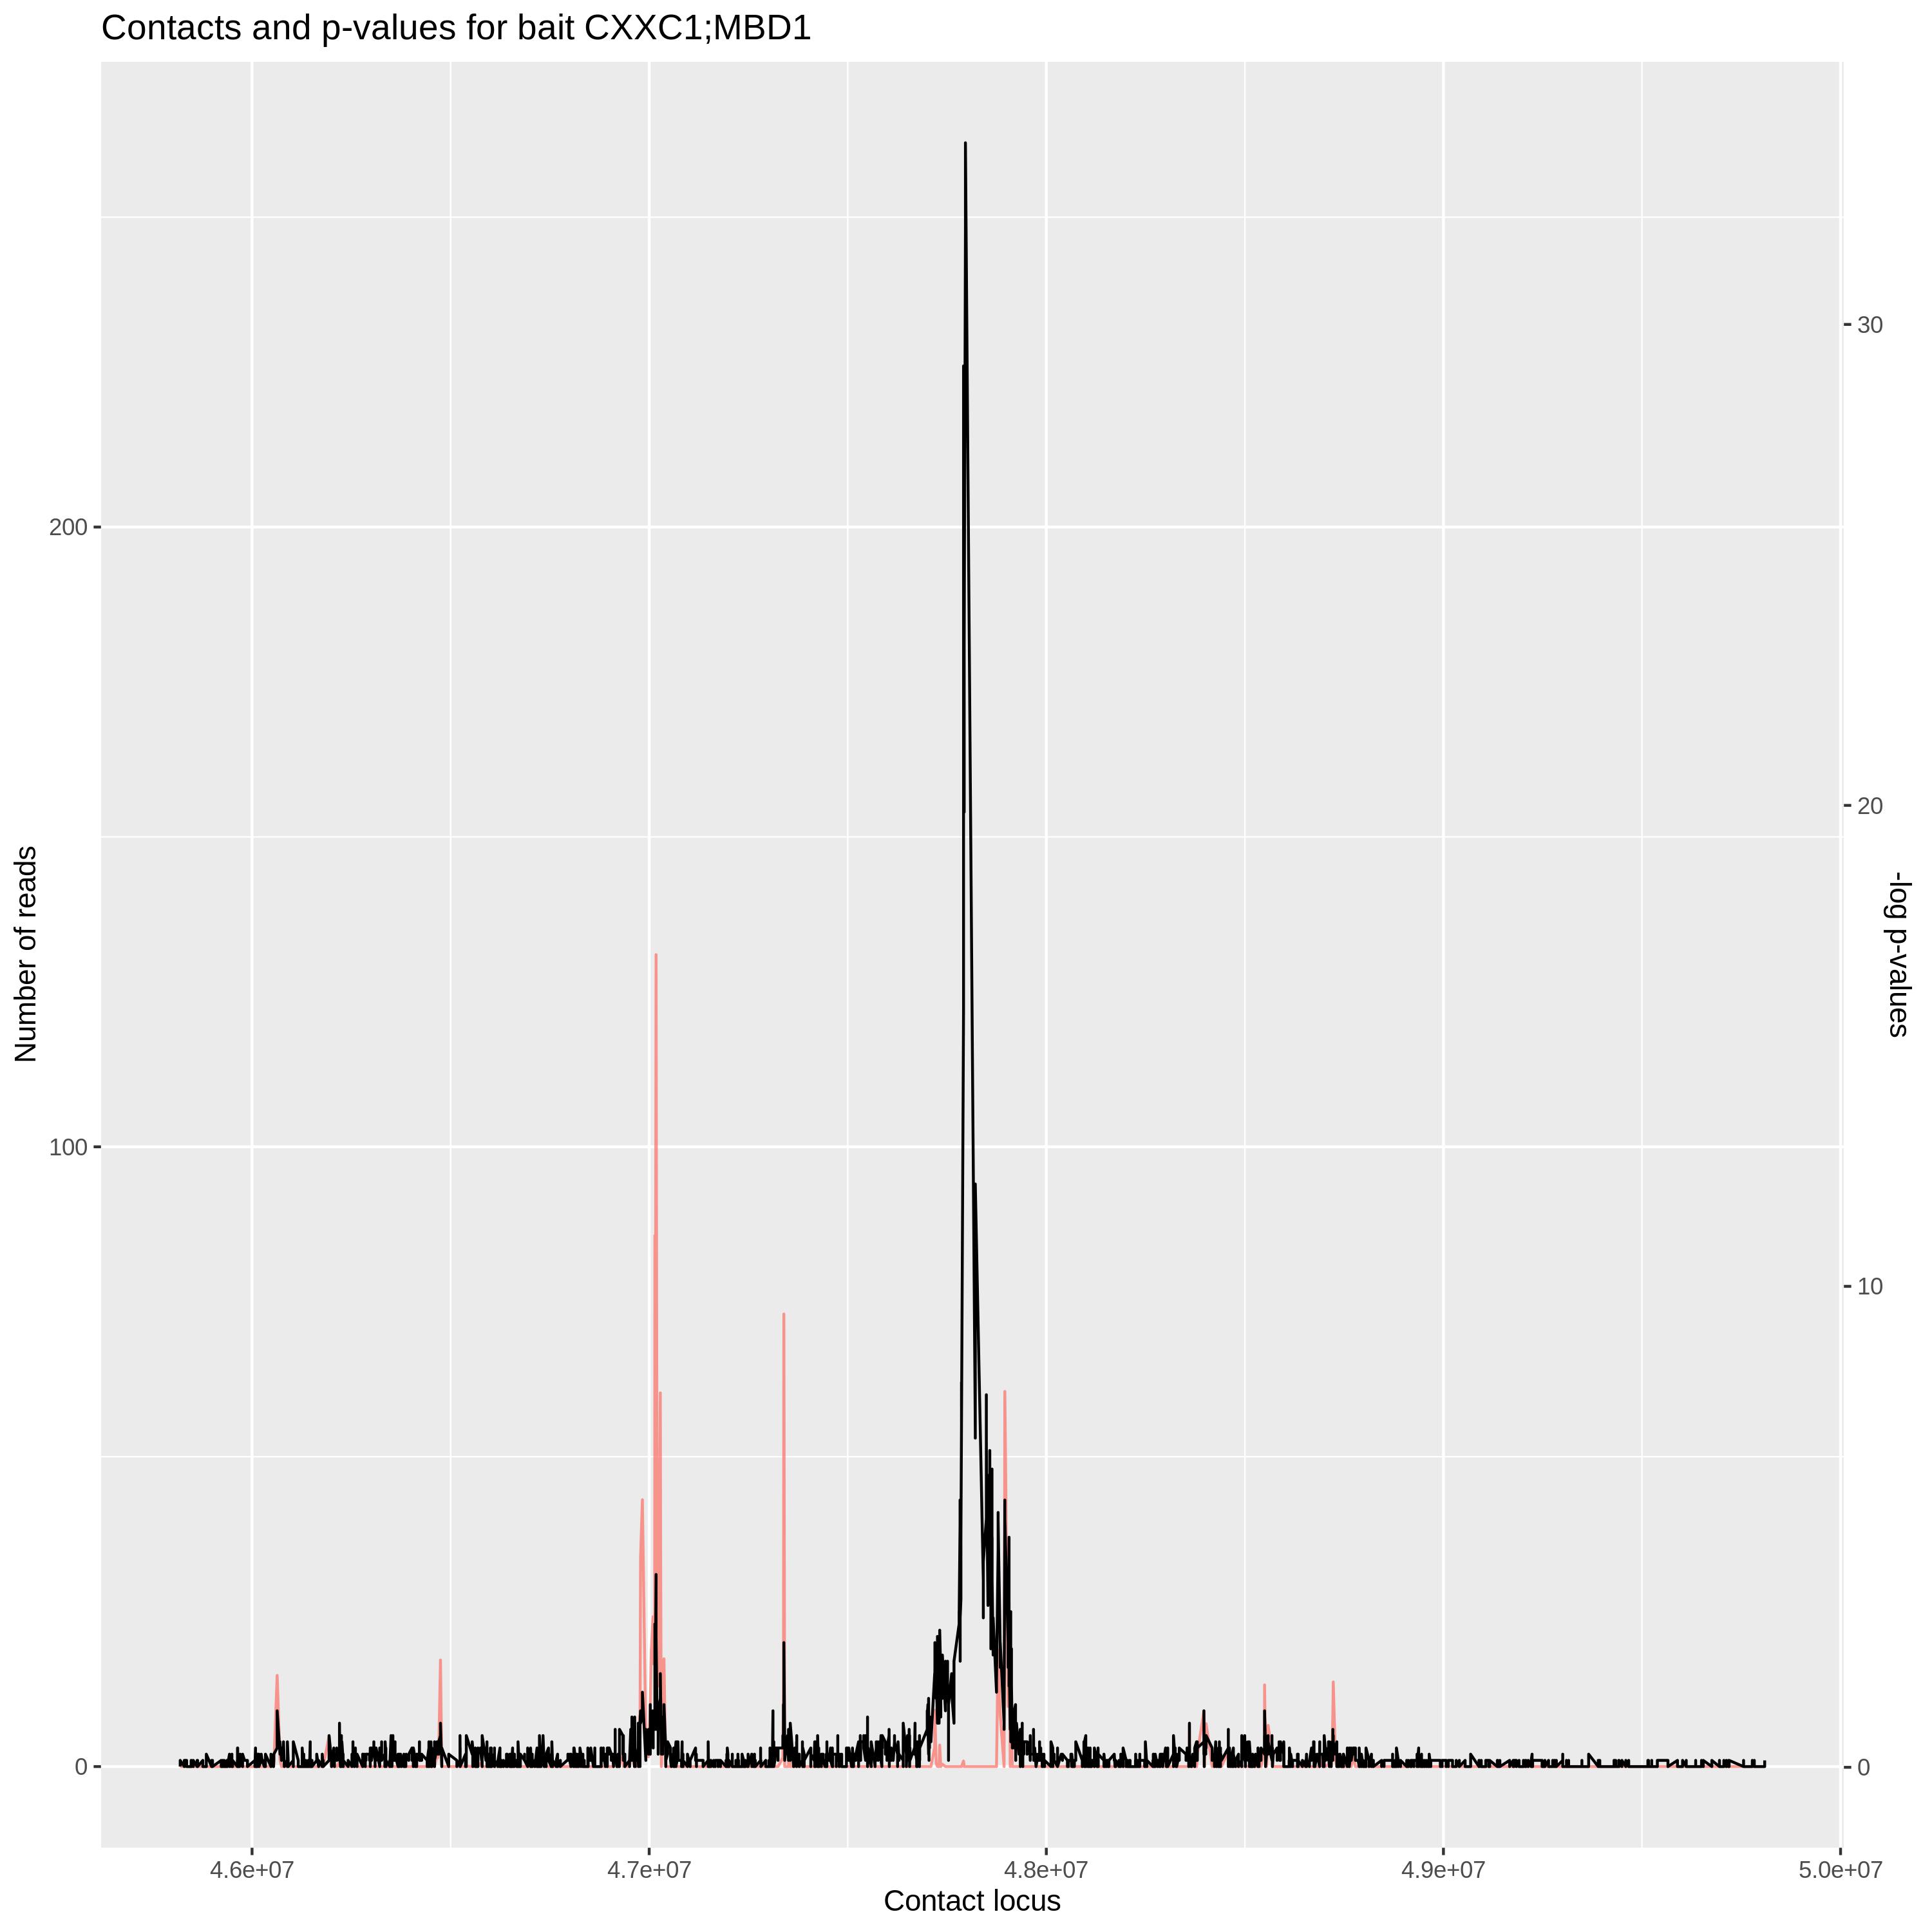 Contacts and p-values for bait CXXC1;MBD1
Number of reads
200
100
0
30
20
10
0
-log p-values
4.6e+07
4.7e+07
4.8e+07
4.9e+07
5.0e+07
Contact locus